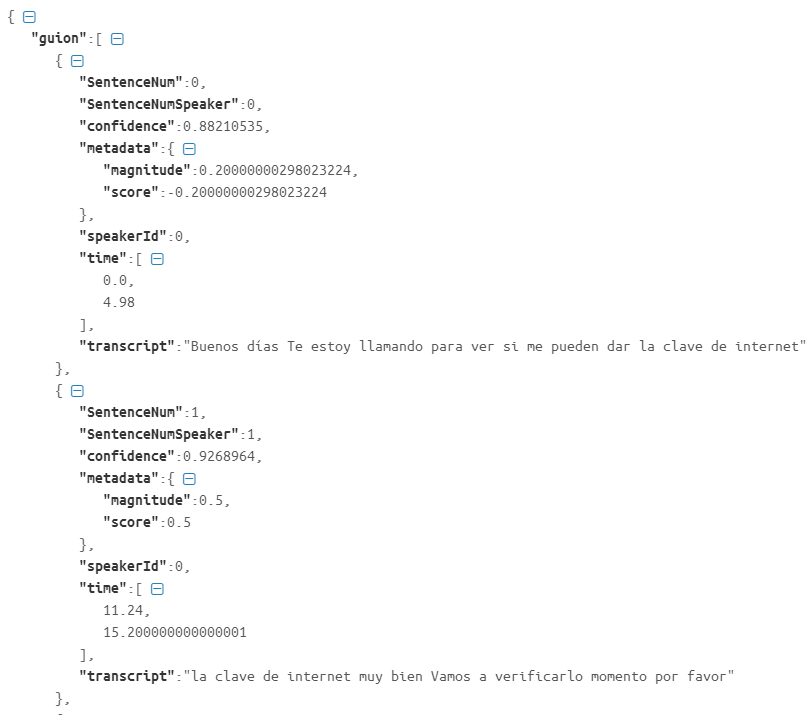 {
"guion":[
{
"SentenceNum":0,
"SentenceNumSpeaker":0,
"confidence":0.88210535,
"metadata":{
"magnitude":0.20000000298023224,
"score":-0.20000000298023224
},
"speakerId":0,
"time":[
0.0,
4.98
],
"transcript":"Buenos días Te estoy llamando para ver si me pueden dar la clave de internet"
},
{
"SentenceNum":1,
"SentenceNumSpeaker":1,
"confidence":0.9268964,
"metadata":{
"magnitude":0.5,
"score":0.5
},
"speakerId":0,
"time":[
11.24,
15.200000000000001
],
"transcript":"la clave de internet muy bien Vamos a verificarlo momento por favor"
},